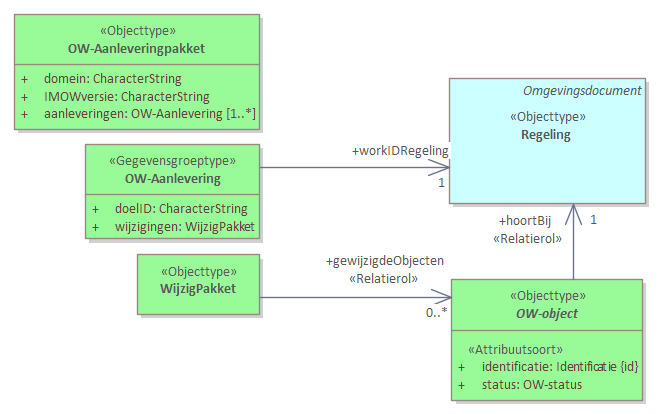 «Objecttype»
OW-Aanleveringpakket
+ domein: CharacterString
+ IMOWversie: CharacterString
+ aanleveringen: OW-Aanlevering [1..*]
Omgevingsdocument
«Objecttype»
Regeling
«Gegevensgroeptype»
OW-Aanlevering
+ doelID: CharacterString
+ wijzigingen: WijzigPakket
+workIDRegeling
1
+hoortBij
«Relatierol»
1
«Objecttype»
WijzigPakket
+gewijzigdeObjecten
«Relatierol»
0..*
«Objecttype»
OW-object
«Attribuutsoort»
+ identificatie: Identificatie {id}
+ status: OW-status